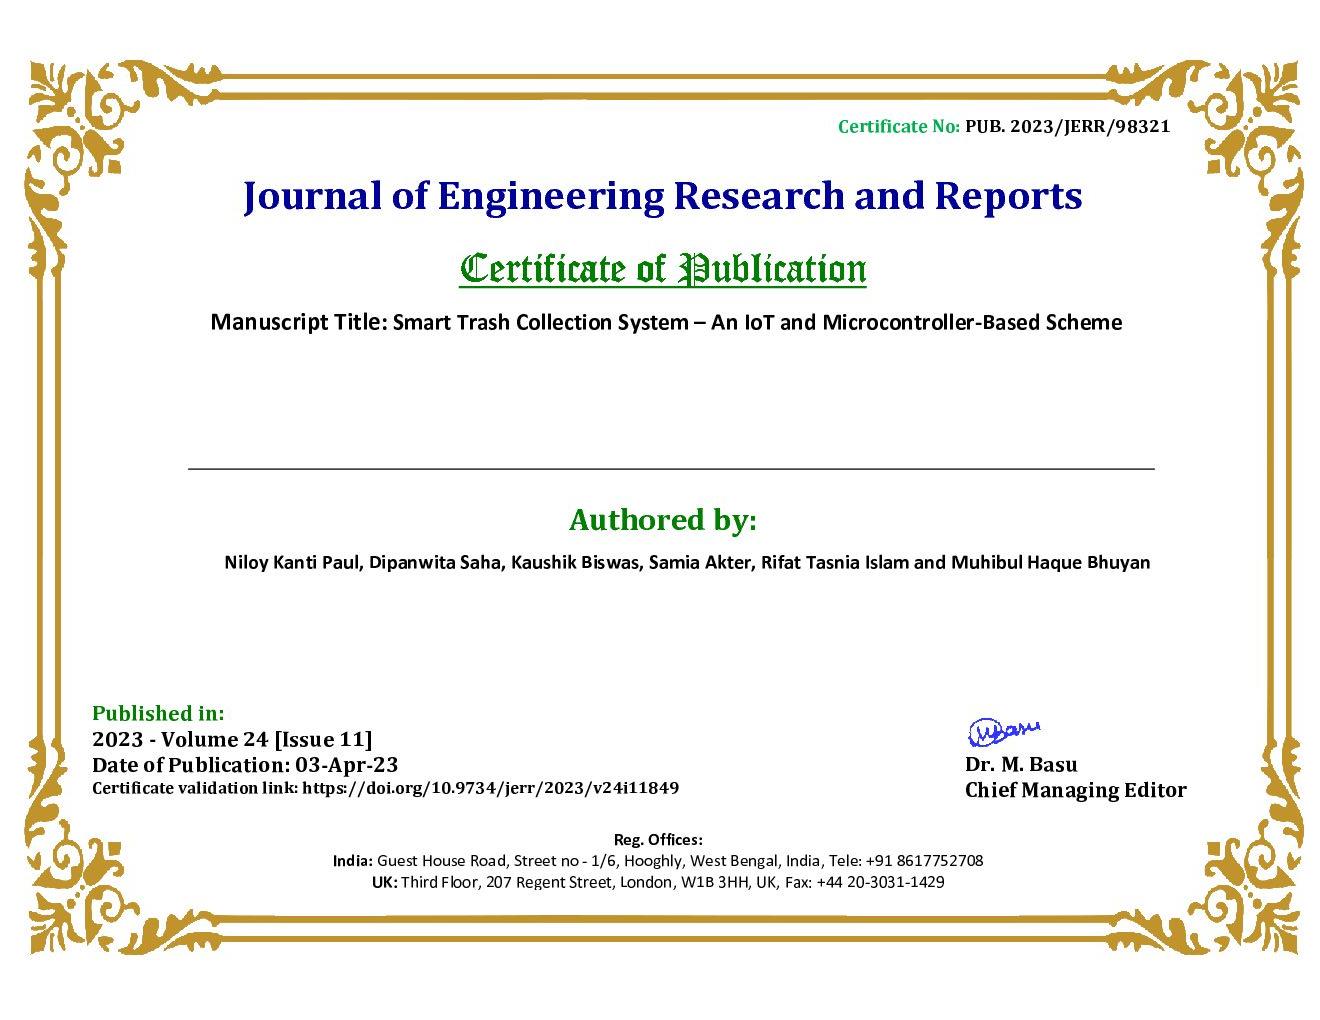 Certificate No: PUB. 2023/JERR/98321
Journal of Engineering Research and Reports
Certificate of Publication
Manuscript Title: Smart Trash Collection System – An IoT and Microcontroller-Based Scheme
Authored by:
Niloy Kanti Paul, Dipanwita Saha, Kaushik Biswas, Samia Akter, Rifat Tasnia Islam and Muhibul Haque Bhuyan
Published in:
2023 - Volume 24 [Issue 11]
Date of Publication: 03-Apr-23
Certificate validation link: https://doi.org/10.9734/jerr/2023/v24i11849
MBasu
Dr. M. Basu
Chief Managing Editor
Reg. Offices:
India: Guest House Road, Street no - 1/6, Hooghly, West Bengal, India, Tele: +91 8617752708
UK: Third Floor, 207 Regent Street, London, W1B 3HH, UK, Fax: +44 20-3031-1429